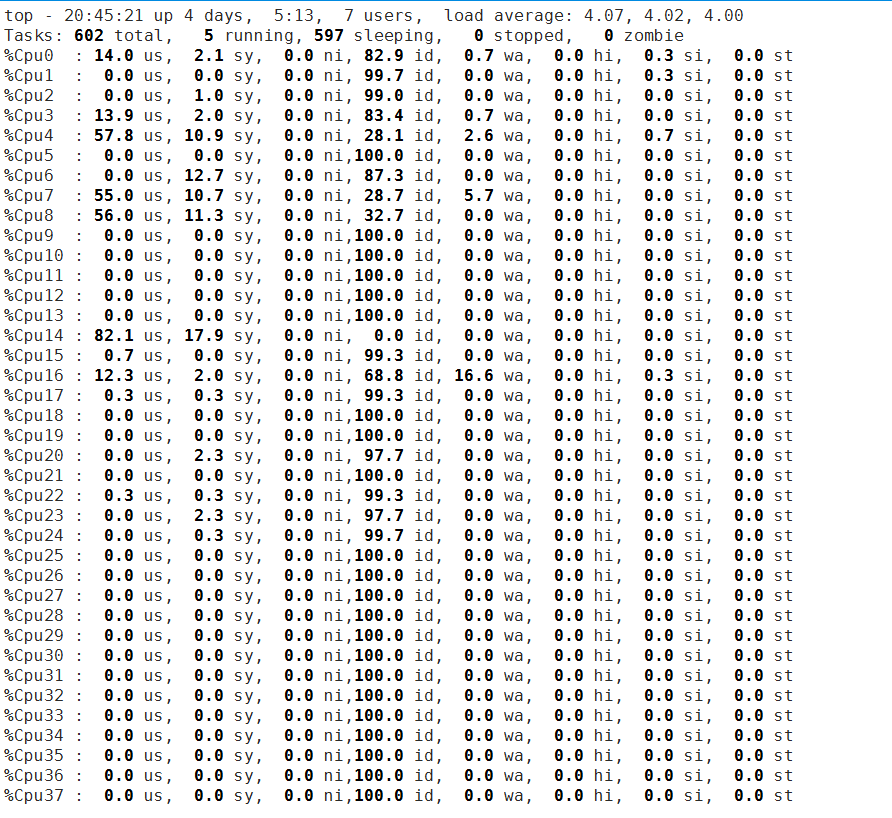 top - 20:45:21 up 4 days,  5:13,  7 users,  load average: 4.07, 4.02, 4.00
Tasks: 602 total,   5 running, 597 sleeping,   0 stopped,   0 zombie
%Cpu0  : 14.0 us,  2.1 sy,  0.0 ni, 82.9 id,  0.7 wa,  0.0 hi,  0.3 si,  0.0 st
%Cpu1  :  0.0 us,  0.0 sy,  0.0 ni, 99.7 id,  0.0 wa,  0.0 hi,  0.3 si,  0.0 st
%Cpu2  :  0.0 us,  1.0 sy,  0.0 ni, 99.0 id,  0.0 wa,  0.0 hi,  0.0 si,  0.0 st
%Cpu3  : 13.9 us,  2.0 sy,  0.0 ni, 83.4 id,  0.7 wa,  0.0 hi,  0.0 si,  0.0 st
%Cpu4  : 57.8 us, 10.9 sy,  0.0 ni, 28.1 id,  2.6 wa,  0.0 hi,  0.7 si,  0.0 st
%Cpu5  :  0.0 us,  0.0 sy,  0.0 ni,100.0 id,  0.0 wa,  0.0 hi,  0.0 si,  0.0 st
%Cpu6  :  0.0 us, 12.7 sy,  0.0 ni, 87.3 id,  0.0 wa,  0.0 hi,  0.0 si,  0.0 st
%Cpu7  : 55.0 us, 10.7 sy,  0.0 ni, 28.7 id,  5.7 wa,  0.0 hi,  0.0 si,  0.0 st
%Cpu8  : 56.0 us, 11.3 sy,  0.0 ni, 32.7 id,  0.0 wa,  0.0 hi,  0.0 si,  0.0 st
%Cpu9  :  0.0 us,  0.0 sy,  0.0 ni,100.0 id,  0.0 wa,  0.0 hi,  0.0 si,  0.0 st
%Cpu10 :  0.0 us,  0.0 sy,  0.0 ni,100.0 id,  0.0 wa,  0.0 hi,  0.0 si,  0.0 st
%Cpu11 :  0.0 us,  0.0 sy,  0.0 ni,100.0 id,  0.0 wa,  0.0 hi,  0.0 si,  0.0 st
%Cpu12 :  0.0 us,  0.0 sy,  0.0 ni,100.0 id,  0.0 wa,  0.0 hi,  0.0 si,  0.0 st
%Cpu13 :  0.0 us,  0.0 sy,  0.0 ni,100.0 id,  0.0 wa,  0.0 hi,  0.0 si,  0.0 st
%Cpu14 : 82.1 us, 17.9 sy,  0.0 ni,  0.0 id,  0.0 wa,  0.0 hi,  0.0 si,  0.0 st
%Cpu15 :  0.7 us,  0.0 sy,  0.0 ni, 99.3 id,  0.0 wa,  0.0 hi,  0.0 si,  0.0 st
%Cpu16 : 12.3 us,  2.0 sy,  0.0 ni, 68.8 id, 16.6 wa,  0.0 hi,  0.3 si,  0.0 st
%Cpu17 :  0.3 us,  0.3 sy,  0.0 ni, 99.3 id,  0.0 wa,  0.0 hi,  0.0 si,  0.0 st
%Cpu18 :  0.0 us,  0.0 sy,  0.0 ni,100.0 id,  0.0 wa,  0.0 hi,  0.0 si,  0.0 st
%Cpu19 :  0.0 us,  0.0 sy,  0.0 ni,100.0 id,  0.0 wa,  0.0 hi,  0.0 si,  0.0 st
%Cpu20 :  0.0 us,  2.3 sy,  0.0 ni, 97.7 id,  0.0 wa,  0.0 hi,  0.0 si,  0.0 st
%Cpu21 :  0.0 us,  0.0 sy,  0.0 ni,100.0 id,  0.0 wa,  0.0 hi,  0.0 si,  0.0 st
%Cpu22 :  0.3 us,  0.3 sy,  0.0 ni, 99.3 id,  0.0 wa,  0.0 hi,  0.0 si,  0.0 st
%Cpu23 :  0.0 us,  2.3 sy,  0.0 ni, 97.7 id,  0.0 wa,  0.0 hi,  0.0 si,  0.0 st
%Cpu24 :  0.0 us,  0.3 sy,  0.0 ni, 99.7 id,  0.0 wa,  0.0 hi,  0.0 si,  0.0 st
%Cpu25 :  0.0 us,  0.0 sy,  0.0 ni,100.0 id,  0.0 wa,  0.0 hi,  0.0 si,  0.0 st
%Cpu26 :  0.0 us,  0.0 sy,  0.0 ni,100.0 id,  0.0 wa,  0.0 hi,  0.0 si,  0.0 st
%Cpu27 :  0.0 us,  0.0 sy,  0.0 ni,100.0 id,  0.0 wa,  0.0 hi,  0.0 si,  0.0 st
%Cpu28 :  0.0 us,  0.0 sy,  0.0 ni,100.0 id,  0.0 wa,  0.0 hi,  0.0 si,  0.0 st
%Cpu29 :  0.0 us,  0.0 sy,  0.0 ni,100.0 id,  0.0 wa,  0.0 hi,  0.0 si,  0.0 st
%Cpu30 :  0.0 us,  0.0 sy,  0.0 ni,100.0 id,  0.0 wa,  0.0 hi,  0.0 si,  0.0 st
%Cpu31 :  0.0 us,  0.0 sy,  0.0 ni,100.0 id,  0.0 wa,  0.0 hi,  0.0 si,  0.0 st
%Cpu32 :  0.0 us,  0.0 sy,  0.0 ni,100.0 id,  0.0 wa,  0.0 hi,  0.0 si,  0.0 st
%Cpu33 :  0.0 us,  0.0 sy,  0.0 ni,100.0 id,  0.0 wa,  0.0 hi,  0.0 si,  0.0 st
%Cpu34 :  0.0 us,  0.0 sy,  0.0 ni,100.0 id,  0.0 wa,  0.0 hi,  0.0 si,  0.0 st
%Cpu35 :  0.0 us,  0.0 sy,  0.0 ni,100.0 id,  0.0 wa,  0.0 hi,  0.0 si,  0.0 st
%Cpu36 :  0.0 us,  0.0 sy,  0.0 ni,100.0 id,  0.0 wa,  0.0 hi,  0.0 si,  0.0 st
%Cpu37 :  0.0 us,  0.0 sy,  0.0 ni,100.0 id,  0.0 wa,  0.0 hi,  0.0 si,  0.0 st